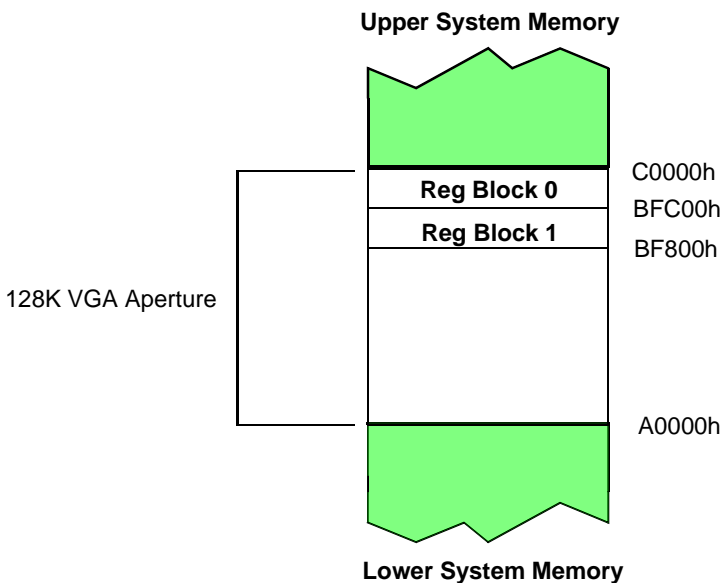 Upper System Memory
C0000h
Reg Block 0
BFC00h
Reg Block 1
BF800h
128K VGA Aperture
A0000h
Lower System Memory